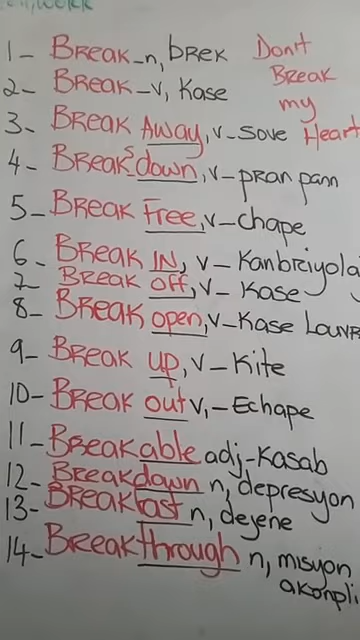 1- Break-n, brek
Don't
Break
my
Heart
2- Break-v, Kase
3- Break Away, v-sove
4- Break down, v-pran pann
5- Break Free, v-chape
6- Break IN, v-Kanbriyola
7- Break off, v-Kase
8- Break open, v-Kase Louvr
9- Break up, v-Kite
10- Break out v,-Echape
11- Breakable adj-Kasab
12- Breakdown n, depresyon
13- Breakfast n, dejene
14- Breakthrough n, misyon
akonpli